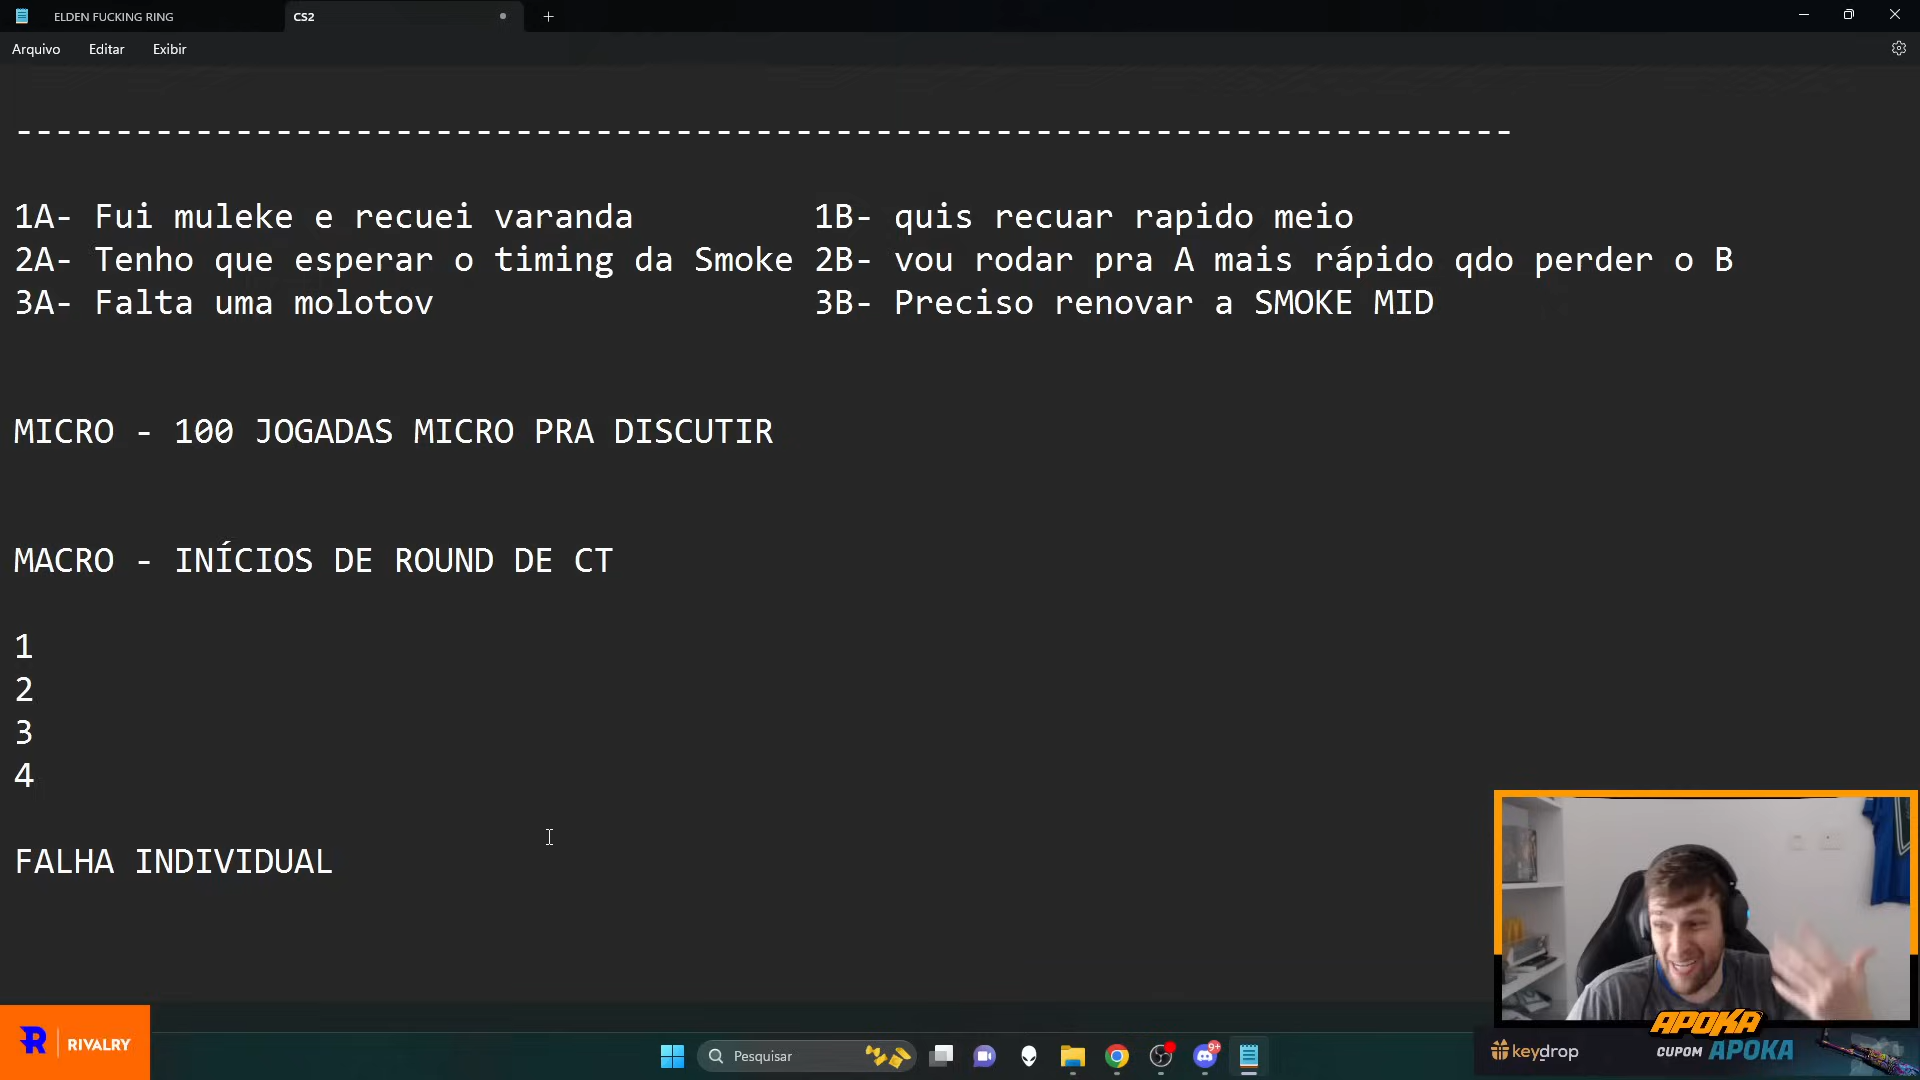 ELDEN FUCKING RING
CS2
Arquivo Editar Exibir
---------------------------------------------------------------------------
1A- Fui muleke e recuei varanda 1B- quis recuar rapido meio
2A- Tenho que esperar o timing da Smoke 2B- vou rodar pra A mais rápido qdo perder o B
3A- Falta uma molotov 3B- Preciso renovar a SMOKE MID
MICRO - 100 JOGADAS MICRO PRA DISCUTIR
MACRO - INÍCIOS DE ROUND DE CT
1
2
3
4
FALHA INDIVIDUAL
R RIVALRY
Pesquisar
9+
APOKA
keydrop
CUPOM APOKA